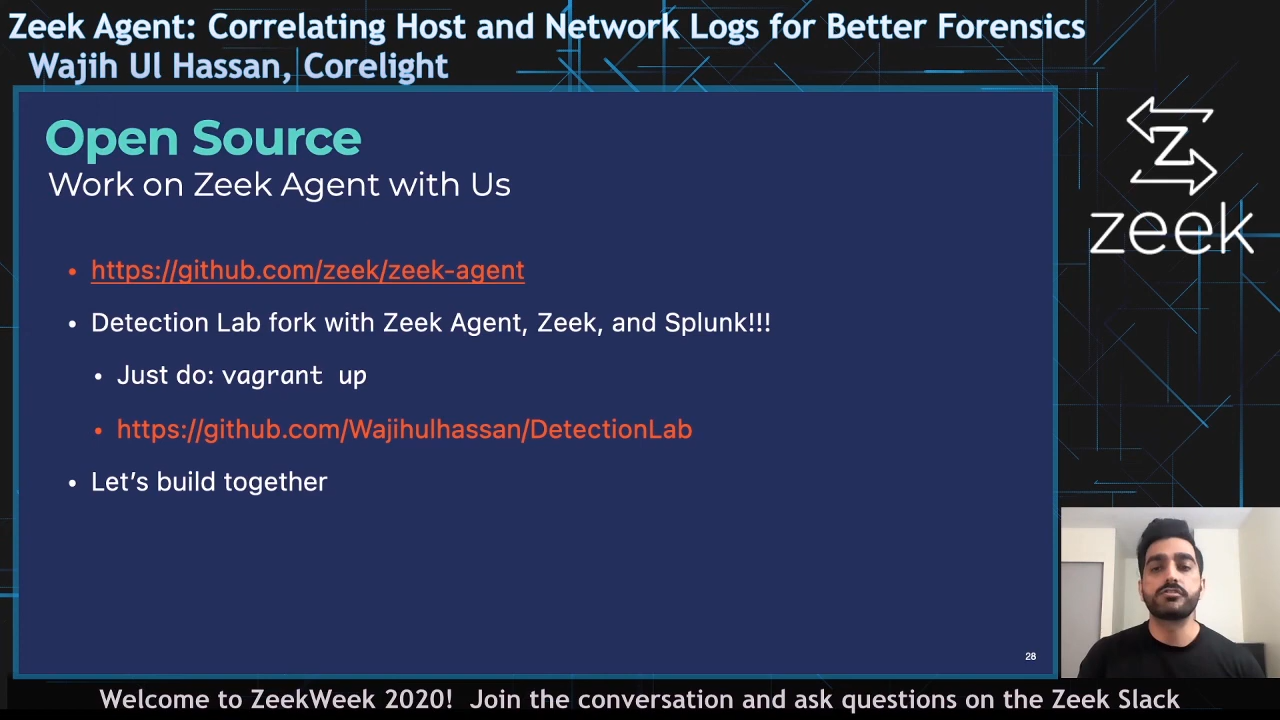 Zeek Agent: Correlating Host and Network Logs for Better Forensics
Wajih Ul Hassan, Corelight
Open Source
Work on Zeek Agent with Us
• https://github.com/zeek/zeek-agent
• Detection Lab fork with Zeek Agent, Zeek, and Splunk!!!
• Just do: vagrant up
• https://github.com/Wajihulhassan/DetectionLab
• Let’s build together
28
Z
zeek
Welcome to ZeekWeek 2020! Join the conversation and ask questions on the Zeek Slack